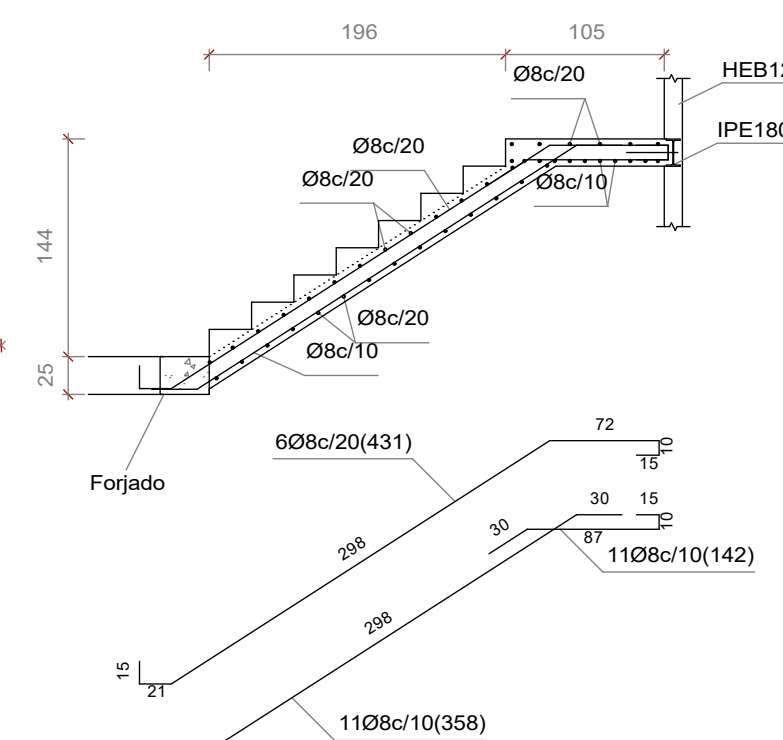 196
105
Ø8c/20
HEB12
IPE180
Ø8c/20
Ø8c/20
Ø8c/10
144
Ø8c/20
Ø8c/10
25
Forjado
6Ø8c/20(431)
72
10
15
298
30
15
10
30
87
11Ø8c/10(142)
298
15
21
11Ø8c/10(358)